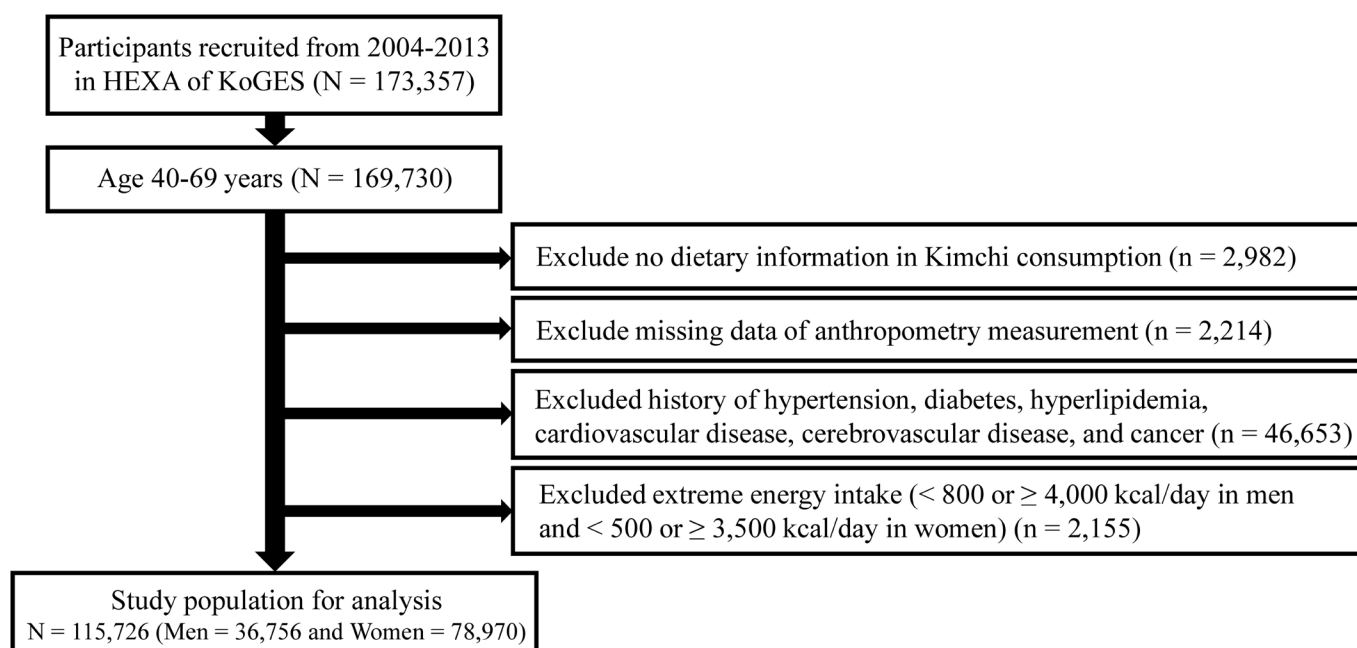 Participants recruited from 2004-2013
in HEXA of KoGES (N = 173,357)
Age 40-69 years (N = 169,730)
Exclude no dietary information in Kimchi consumption (n = 2,982)
Exclude missing data of anthropometry measurement (n = 2,214)
Excluded history of hypertension, diabetes, hyperlipidemia,
cardiovascular disease, cerebrovascular disease, and cancer (n = 46,653)
Excluded extreme energy intake (< 800 or ≥ 4,000 kcal/day in men
and < 500 or ≥ 3,500 kcal/day in women) (n = 2,155)
Study population for analysis
N = 115,726 (Men = 36,756 and Women = 78,970)